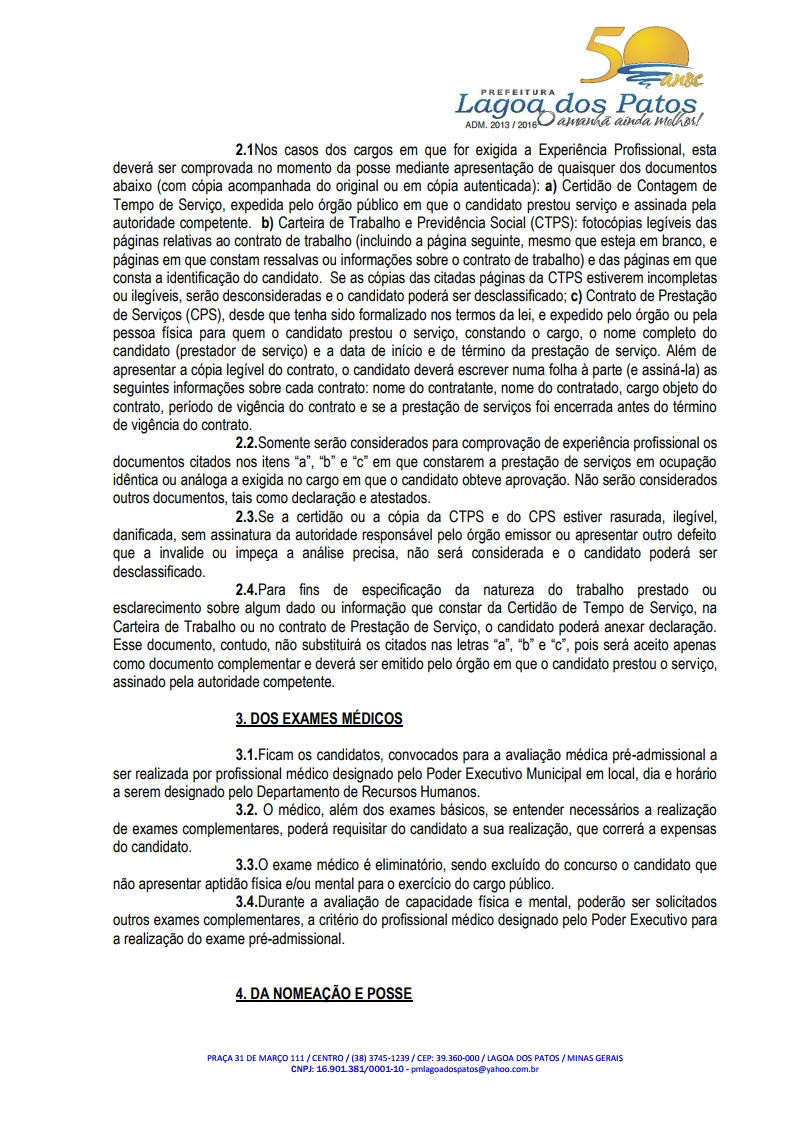 50 anos
PREFEITURA
Lagoa dos Patos
ADM. 2013 / 2016 O amanhã ainda melhor!
2.1Nos casos dos cargos em que for exigida a Experiência Profissional, esta
deverá ser comprovada no momento da posse mediante apresentação de quaisquer dos documentos
abaixo (com cópia acompanhada do original ou em cópia autenticada): a) Certidão de Contagem de
Tempo de Serviço, expedida pelo órgão público em que o candidato prestou serviço e assinada pela
autoridade competente. b) Carteira de Trabalho e Previdência Social (CTPS): fotocópias legíveis das
páginas relativas ao contrato de trabalho (incluindo a página seguinte, mesmo que esteja em branco, e
páginas em que constam ressalvas ou informações sobre o contrato de trabalho) e das páginas em que
consta a identificação do candidato. Se as cópias das citadas páginas da CTPS estiverem incompletas
ou ilegíveis, serão desconsideradas e o candidato poderá ser desclassificado; c) Contrato de Prestação
de Serviços (CPS), desde que tenha sido formalizado nos termos da lei, e expedido pelo órgão ou pela
pessoa física para quem o candidato prestou o serviço, constando o cargo, o nome completo do
candidato (prestador de serviço) e a data de início e de término da prestação de serviço. Além de
apresentar a cópia legível do contrato, o candidato deverá escrever numa folha à parte (e assiná-la) as
seguintes informações sobre cada contrato: nome do contratante, nome do contratado, cargo objeto do
contrato, período de vigência do contrato e se a prestação de serviços foi encerrada antes do término
de vigência do contrato.
2.2.Somente serão considerados para comprovação de experiência profissional os
documentos citados nos itens “a”, “b” e “c” em que constarem a prestação de serviços em ocupação
idêntica ou análoga a exigida no cargo em que o candidato obteve aprovação. Não serão considerados
outros documentos, tais como declaração e atestados.
2.3.Se a certidão ou a cópia da CTPS e do CPS estiver rasurada, ilegível,
danificada, sem assinatura da autoridade responsável pelo órgão emissor ou apresentar outro defeito
que a invalide ou impeça a análise precisa, não será considerada e o candidato poderá ser
desclassificado.
2.4.Para fins de especificação da natureza do trabalho prestado ou
esclarecimento sobre algum dado ou informação que constar da Certidão de Tempo de Serviço, na
Carteira de Trabalho ou no contrato de Prestação de Serviço, o candidato poderá anexar declaração.
Esse documento, contudo, não substituirá os citados nas letras “a”, “b” e “c”, pois será aceito apenas
como documento complementar e deverá ser emitido pelo órgão em que o candidato prestou o serviço,
assinado pela autoridade competente.
3. DOS EXAMES MÉDICOS
3.1.Ficam os candidatos, convocados para a avaliação médica pré-admissional a
ser realizada por profissional médico designado pelo Poder Executivo Municipal em local, dia e horário
a serem designado pelo Departamento de Recursos Humanos.
3.2. O médico, além dos exames básicos, se entender necessários a realização
de exames complementares, poderá requisitar do candidato a sua realização, que correrá a expensas
do candidato.
3.3.O exame médico é eliminatório, sendo excluído do concurso o candidato que
não apresentar aptidão física e/ou mental para o exercício do cargo público.
3.4.Durante a avaliação de capacidade física e mental, poderão ser solicitados
outros exames complementares, a critério do profissional médico designado pelo Poder Executivo para
a realização do exame pré-admissional.
4. DA NOMEAÇÃO E POSSE
PRAÇA 31 DE MARÇO 111 / CENTRO / (38) 3745-1239 / CEP: 39.360-000 / LAGOA DOS PATOS / MINAS GERAIS
CNPJ: 16.901.381/0001-10 - pmlagoadospatos@yahoo.com.br